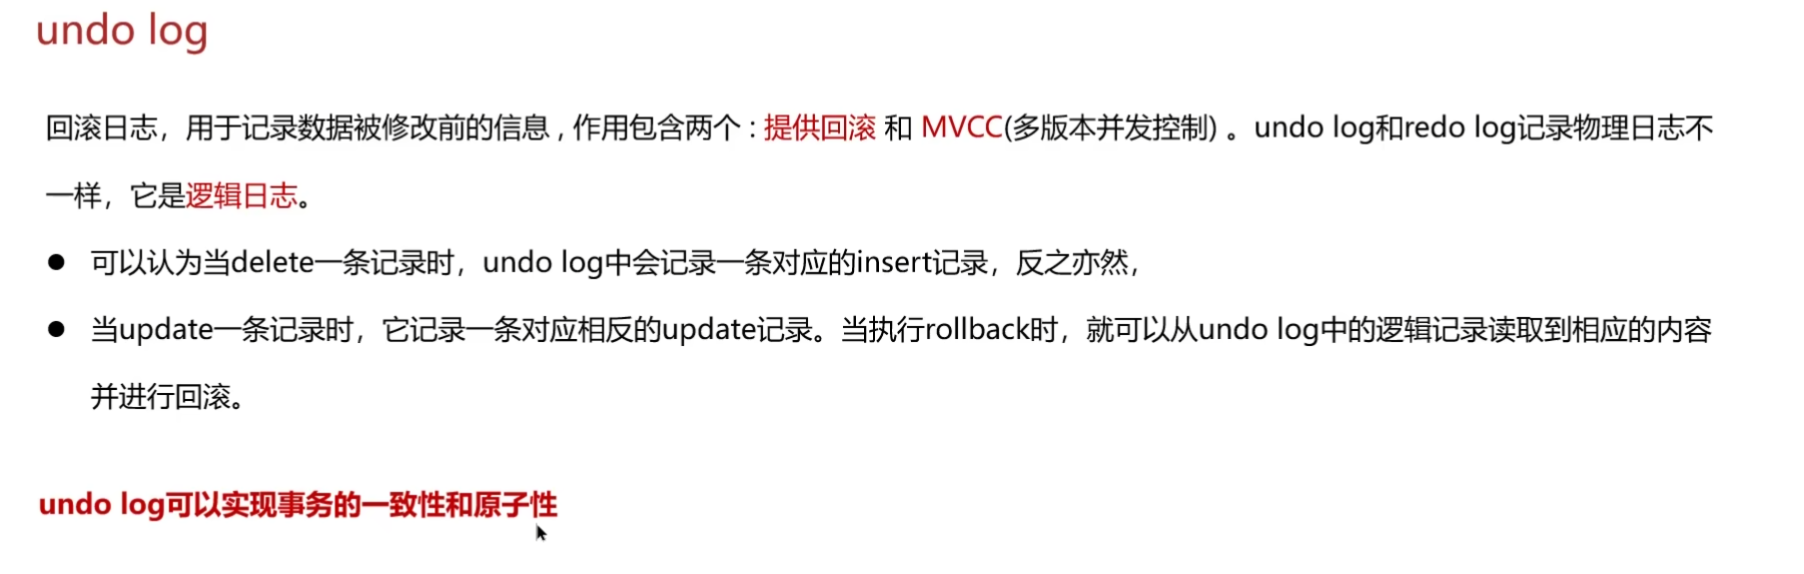 undo log
回滚日志，用于记录数据被修改前的信息 , 作用包含两个 : 提供回滚 和 MVCC(多版本并发控制) 。undo log和redo log记录物理日志不
一样，它是逻辑日志。
● 可以认为当delete一条记录时，undo log中会记录一条对应的insert记录，反之亦然，
● 当update一条记录时，它记录一条对应相反的update记录。当执行rollback时，就可以从undo log中的逻辑记录读取到相应的内容
并进行回滚。
undo log可以实现事务的一致性和原子性